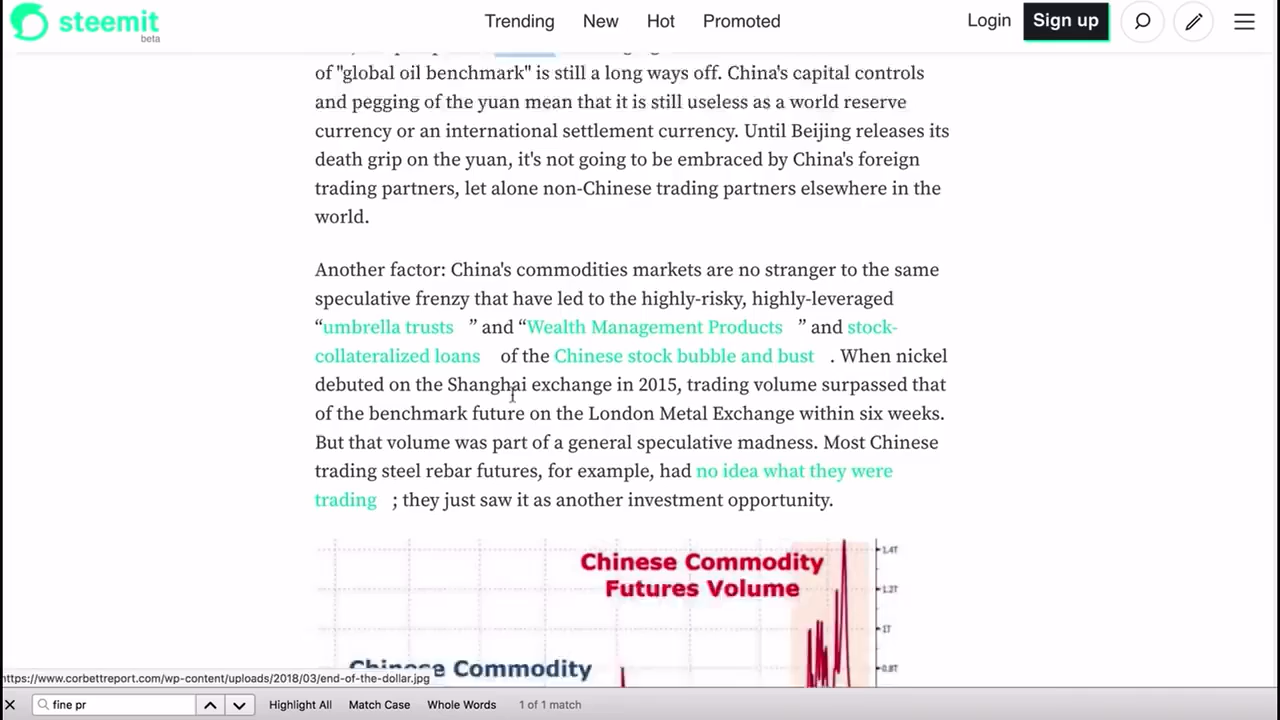 steemit
beta
Trending
New
Hot
Promoted
Login
Sign up
of "global oil benchmark" is still a long ways off. China's capital controls
and pegging of the yuan mean that it is still useless as a world reserve
currency or an international settlement currency. Until Beijing releases its
death grip on the yuan, it's not going to be embraced by China's foreign
trading partners, let alone non-Chinese trading partners elsewhere in the
world.
Another factor: China's commodities markets are no stranger to the same
speculative frenzy that have led to the highly-risky, highly-leveraged
“umbrella trusts ” and “Wealth Management Products ” and stock-
collateralized loans of the Chinese stock bubble and bust . When nickel
debuted on the Shanghai exchange in 2015, trading volume surpassed that
of the benchmark future on the London Metal Exchange within six weeks.
But that volume was part of a general speculative madness. Most Chinese
trading steel rebar futures, for example, had no idea what they were
trading ; they just saw it as another investment opportunity.
Chinese Commodity
Futures Volume
1.4T
1.2T
1T
0.8T
Chinese Commodity
https://www.corbettreport.com/wp-content/uploads/2018/03/end-of-the-dollar.jpg
fine pr
Highlight All
Match Case
Whole Words
1 of 1 match